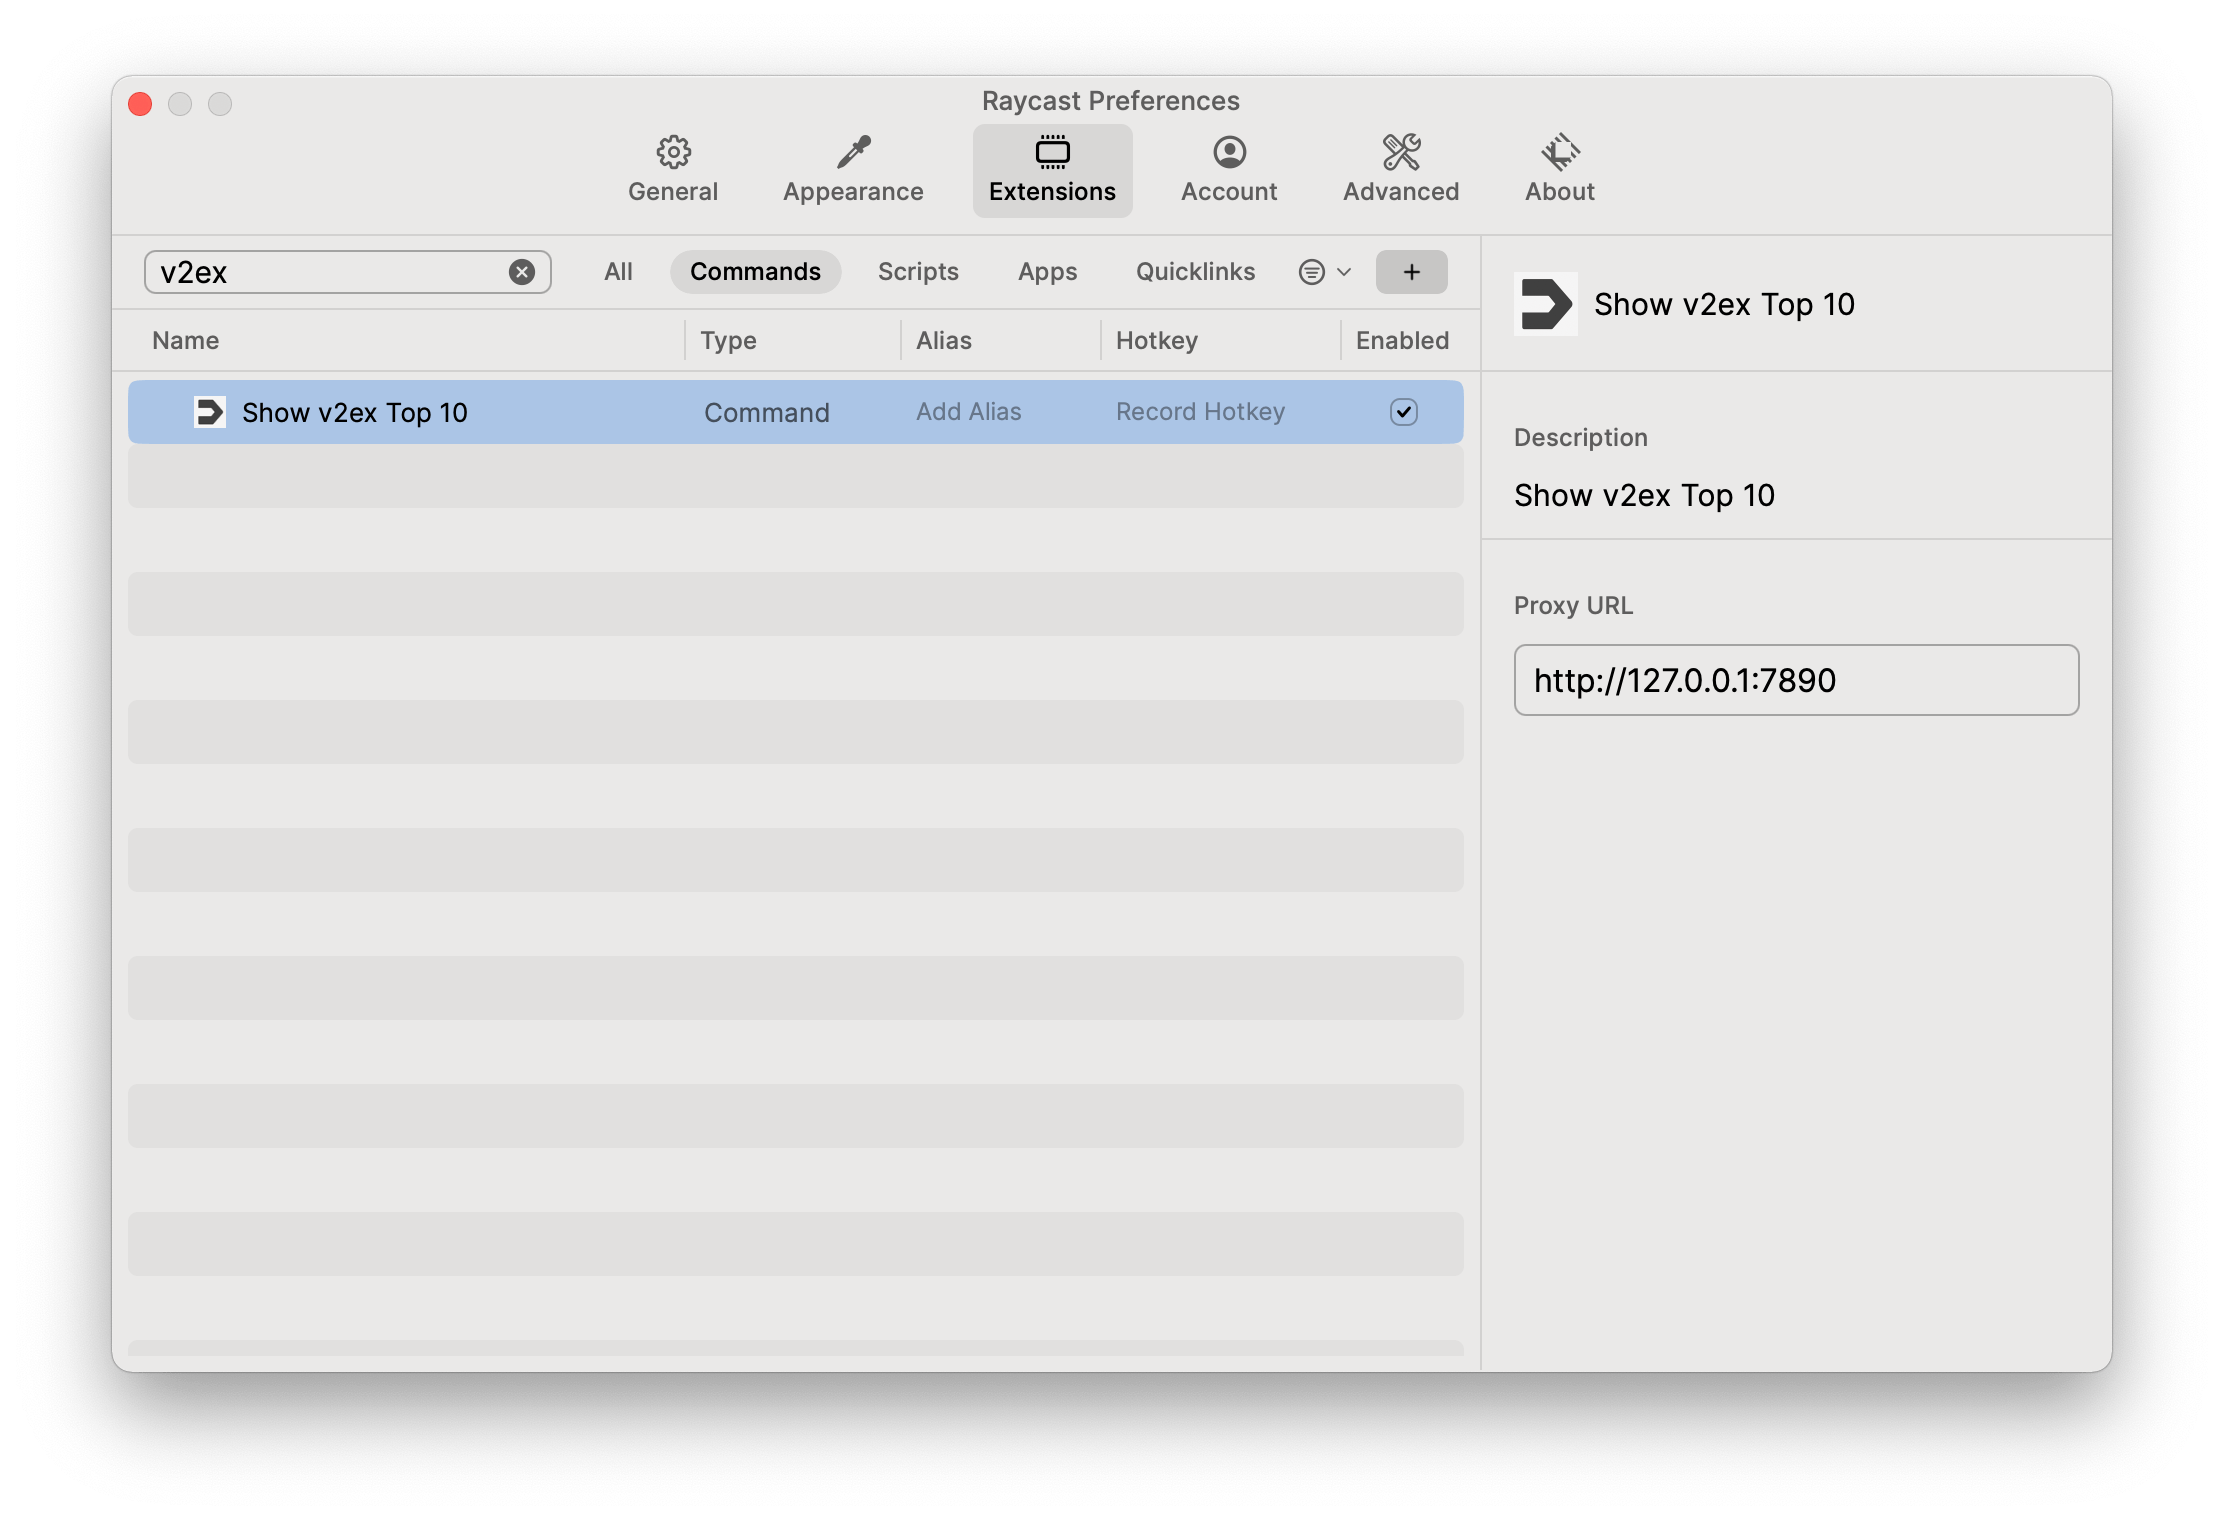 Raycast Preferences
General Appearance Extensions Account Advanced About
v2ex All Commands Scripts Apps Quicklinks +
Name Type Alias Hotkey Enabled
Show v2ex Top 10 Command Add Alias Record Hotkey
Show v2ex Top 10
Description
Show v2ex Top 10
Proxy URL
http://127.0.0.1:7890